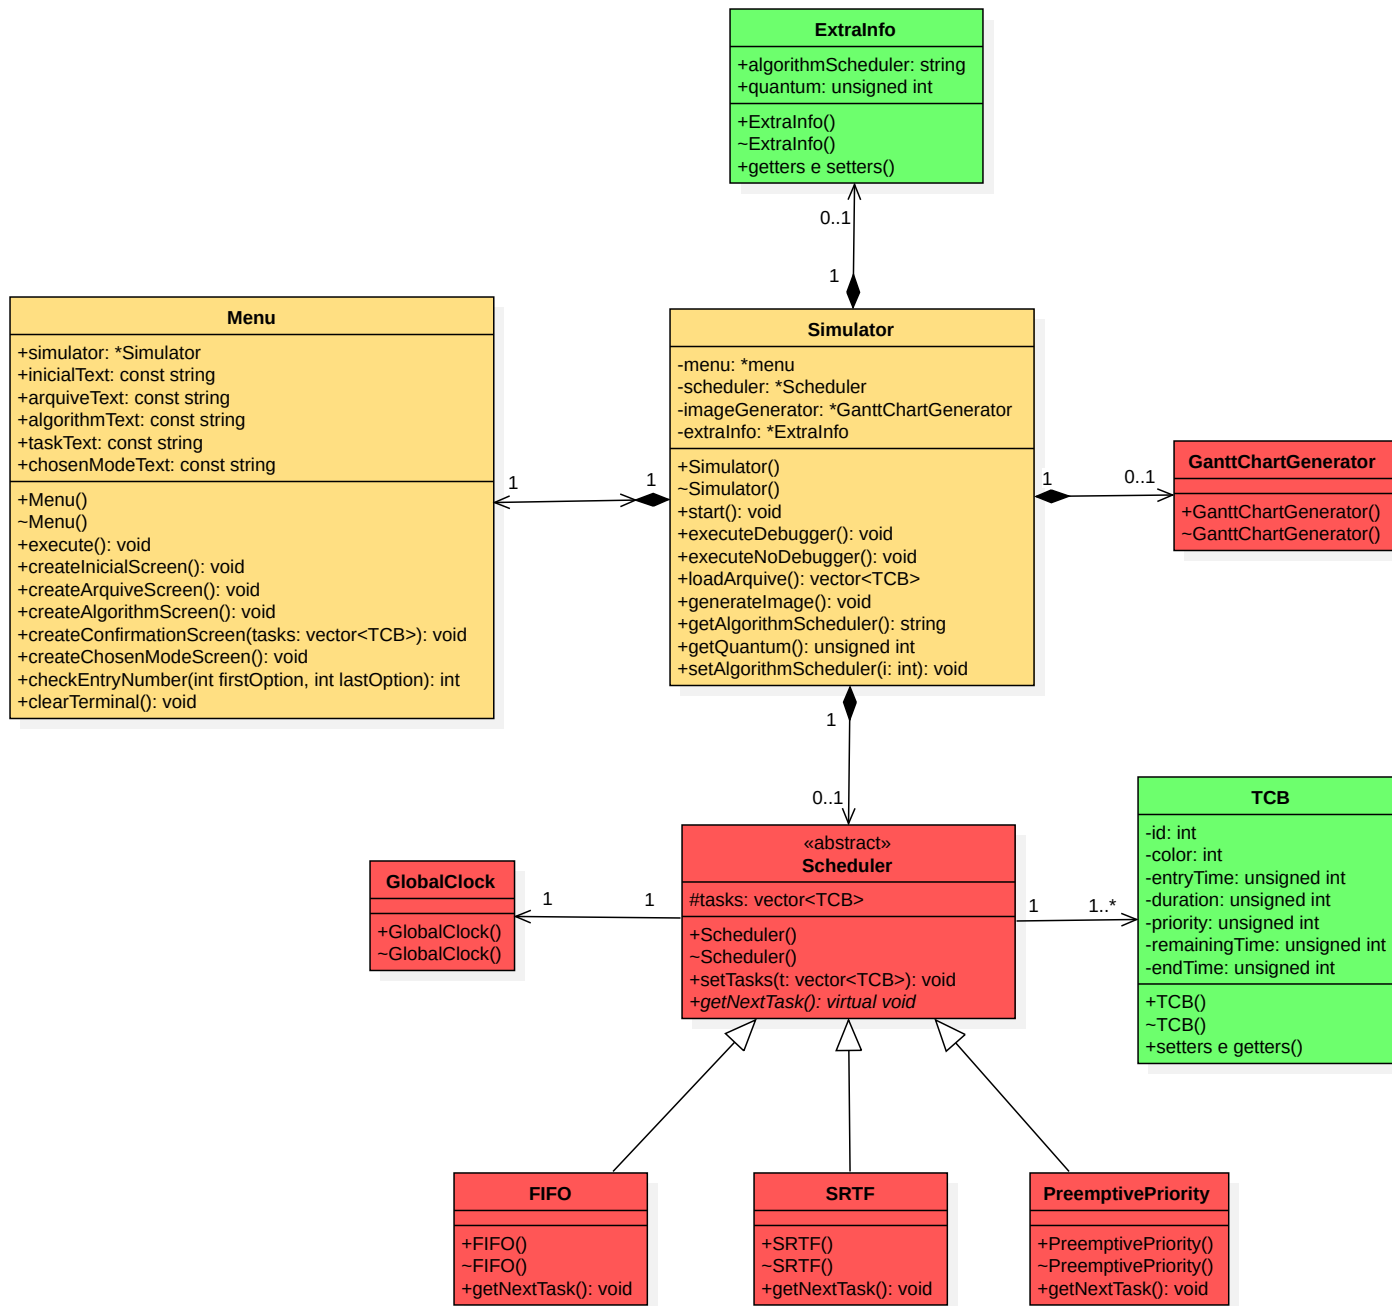 ExtraInfo
+algorithmScheduler: string
+quantum: unsigned int
+ExtraInfo()
~ExtraInfo()
+getters e setters()
0..1
1
Menu
+simulator: *Simulator
+inicialText: const string
+arquiveText: const string
+algorithmText: const string
+taskText: const string
+chosenModeText: const string
+Menu()
~Menu()
+execute(): void
+createInicialScreen(): void
+createArquiveScreen(): void
+createAlgorithmScreen(): void
+createConfirmationScreen(tasks: vector<TCB>): void
+createChosenModeScreen(): void
+checkEntryNumber(int firstOption, int lastOption): int
+clearTerminal(): void
1
1
Simulator
-menu: *menu
-scheduler: *Scheduler
-imageGenerator: *GanttChartGenerator
-extraInfo: *ExtraInfo
+Simulator()
~Simulator()
+start(): void
+executeDebugger(): void
+executeNoDebugger(): void
+loadArquive(): vector<TCB>
+generateImage(): void
+getAlgorithmScheduler(): string
+getQuantum(): unsigned int
+setAlgorithmScheduler(i: int): void
1
0..1
GanttChartGenerator
+GanttChartGenerator()
~GanttChartGenerator()
1
0..1
GlobalClock
+GlobalClock()
~GlobalClock()
1
1
«abstract»
Scheduler
#tasks: vector<TCB>
+Scheduler()
~Scheduler()
+setTasks(t: vector<TCB>): void
+getNextTask(): virtual void
1
1..*
TCB
-id: int
-color: int
-entryTime: unsigned int
-duration: unsigned int
-priority: unsigned int
-remainingTime: unsigned int
-endTime: unsigned int
+TCB()
~TCB()
+setters e getters()
FIFO
+FIFO()
~FIFO()
+getNextTask(): void
SRTF
+SRTF()
~SRTF()
+getNextTask(): void
PreemptivePriority
+PreemptivePriority()
~PreemptivePriority()
+getNextTask(): void